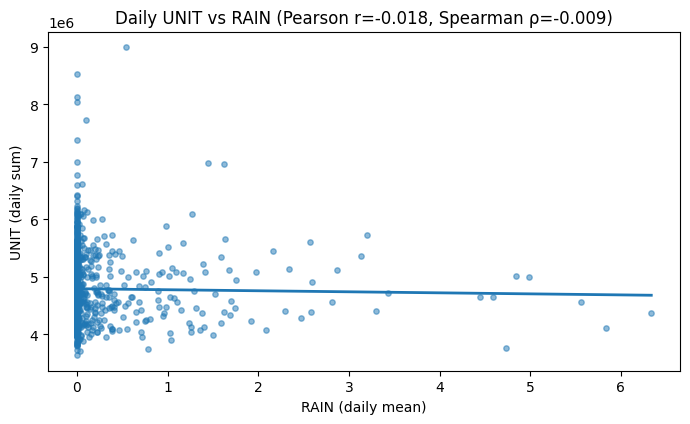 Daily UNIT vs RAIN (Pearson r=-0.018, Spearman ρ=-0.009)
1e6
9
8
7
6
5
4
UNIT (daily sum)
0 1 2 3 4 5 6
RAIN (daily mean)